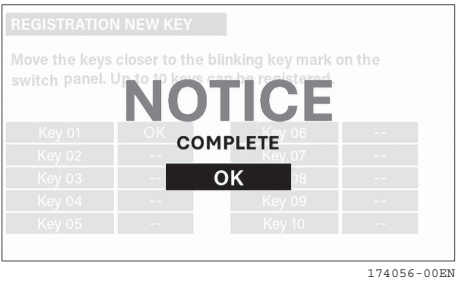 REGISTRATION NEW KEY
Move the keys closer to the blinking key mark on the
switch panel. Up to 10 keys can be registered.
NOTICE
COMPLETE
OK
Key 01 OK Key 06 --
Key 02 -- Key 07 --
Key 03 -- 08 --
Key 04 -- Key 09 --
Key 05 -- Key 10 --
174056-00EN